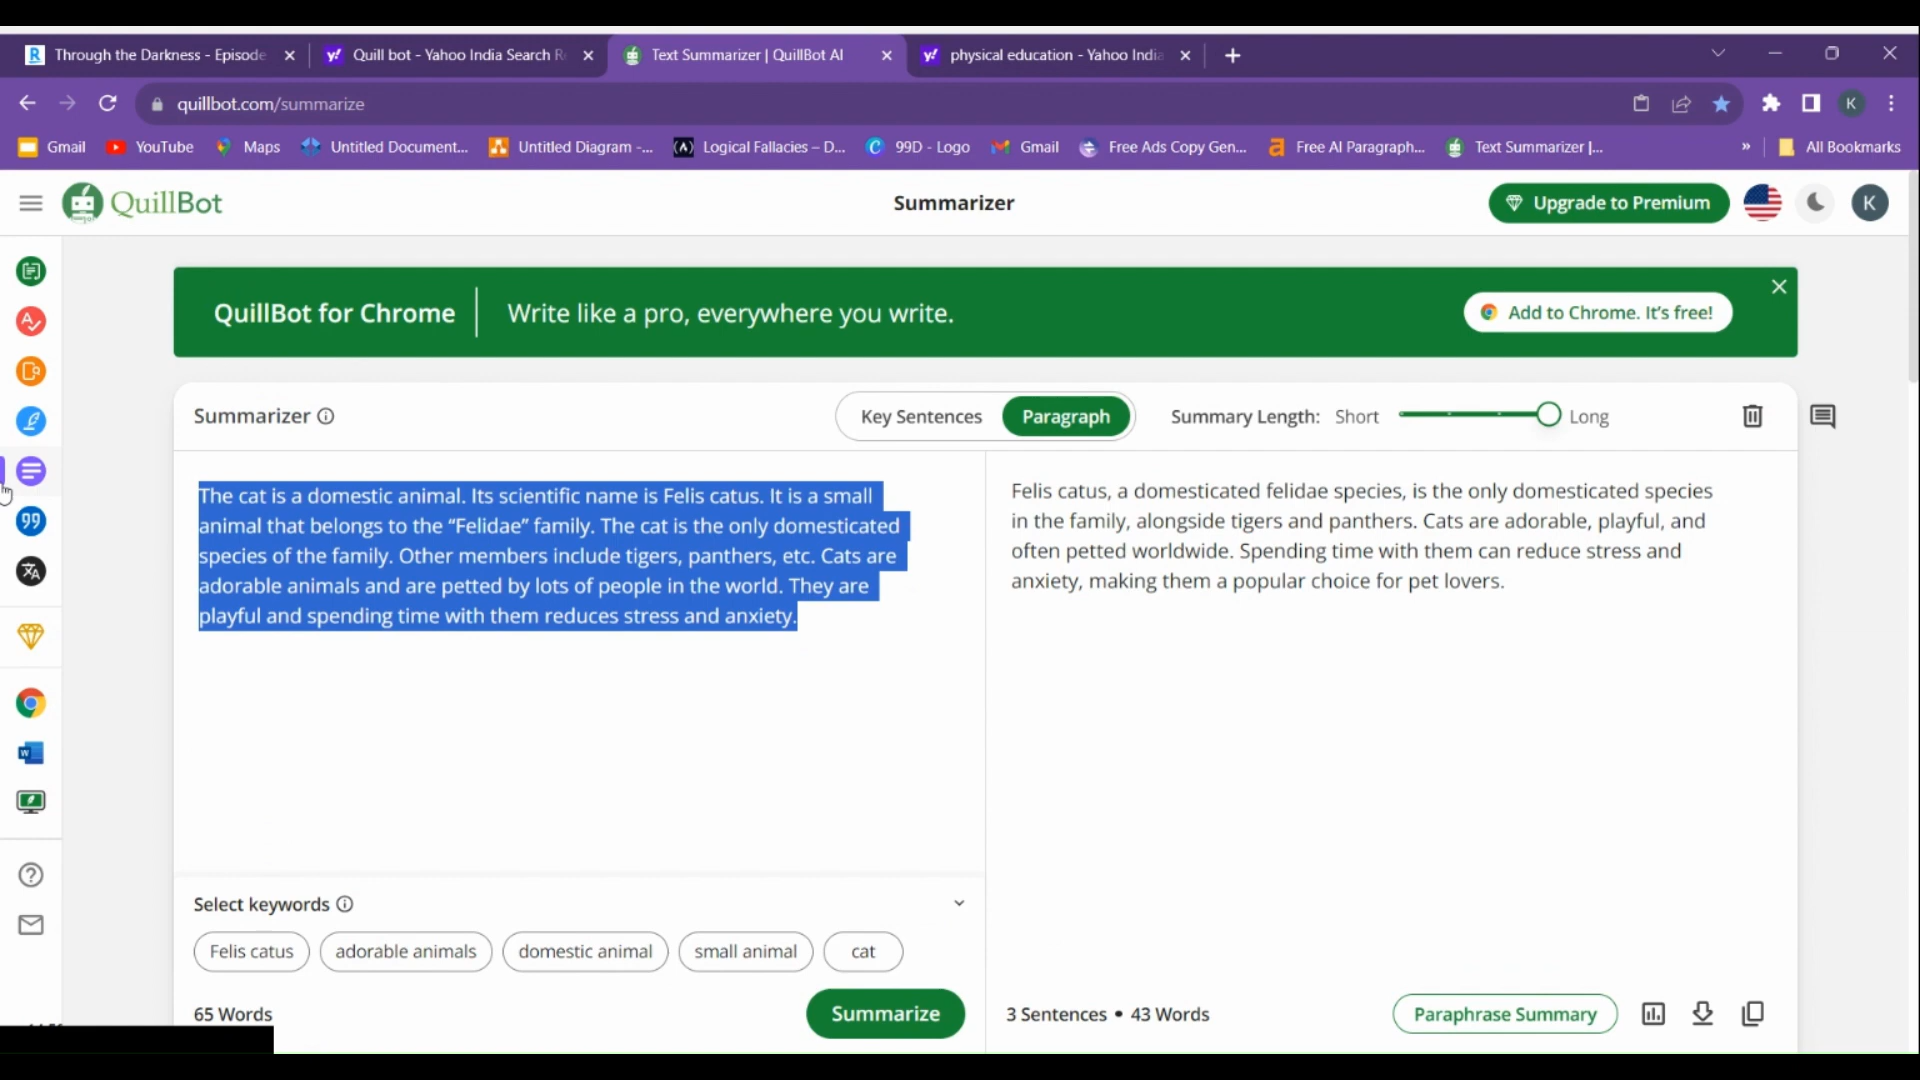 Through the Darkness - Episode
Quill bot - Yahoo India Search R
Text Summarizer | QuillBot AI
physical education - Yahoo India
quillbot.com/summarize
K
Gmail
YouTube
Maps
Untitled Document...
Untitled Diagram -...
Logical Fallacies – D...
99D - Logo
Gmail
Free Ads Copy Gen...
Free AI Paragraph...
Text Summarizer |...
»
All Bookmarks
QuillBot
Summarizer
Upgrade to Premium
K
QuillBot for Chrome
Write like a pro, everywhere you write.
Add to Chrome. It's free!
Summarizer
Key Sentences
Paragraph
Summary Length:
Short
Long
The cat is a domestic animal. Its scientific name is Felis catus. It is a small
animal that belongs to the “Felidae” family. The cat is the only domesticated
species of the family. Other members include tigers, panthers, etc. Cats are
adorable animals and are petted by lots of people in the world. They are
playful and spending time with them reduces stress and anxiety.
Felis catus, a domesticated felidae species, is the only domesticated species
in the family, alongside tigers and panthers. Cats are adorable, playful, and
often petted worldwide. Spending time with them can reduce stress and
anxiety, making them a popular choice for pet lovers.
Select keywords
Felis catus
adorable animals
domestic animal
small animal
cat
65 Words
Summarize
3 Sentences • 43 Words
Paraphrase Summary